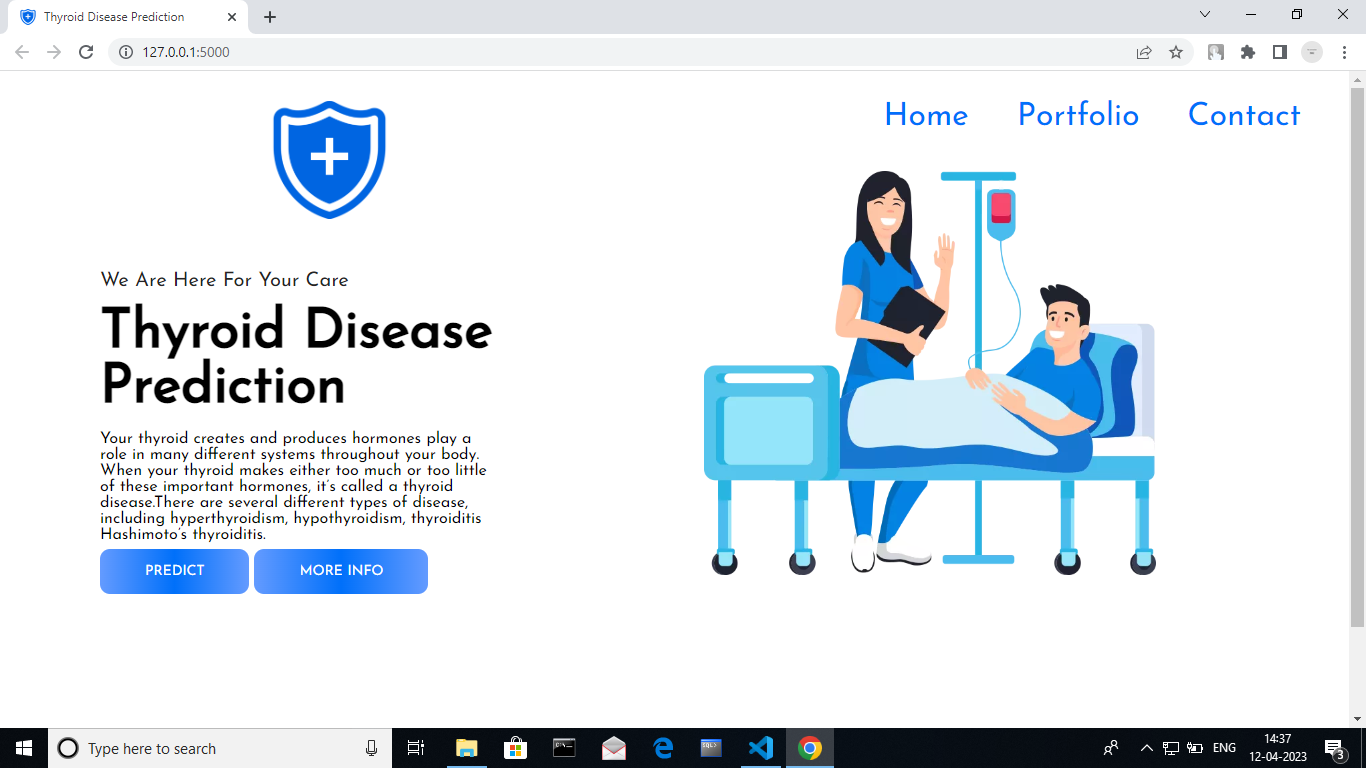 Thyroid Disease Prediction
127.0.0.1:5000
Home Portfolio Contact
We Are Here For Your Care
Thyroid Disease
Prediction
Your thyroid creates and produces hormones play a
role in many different systems throughout your body.
When your thyroid makes either too much or too little
of these important hormones, it's called a thyroid
disease.There are several different types of disease,
including hyperthyroidism, hypothyroidism, thyroiditis
Hashimoto's thyroiditis.
PREDICT MORE INFO
Type here to search
ENG
14:37
12-04-2023
3